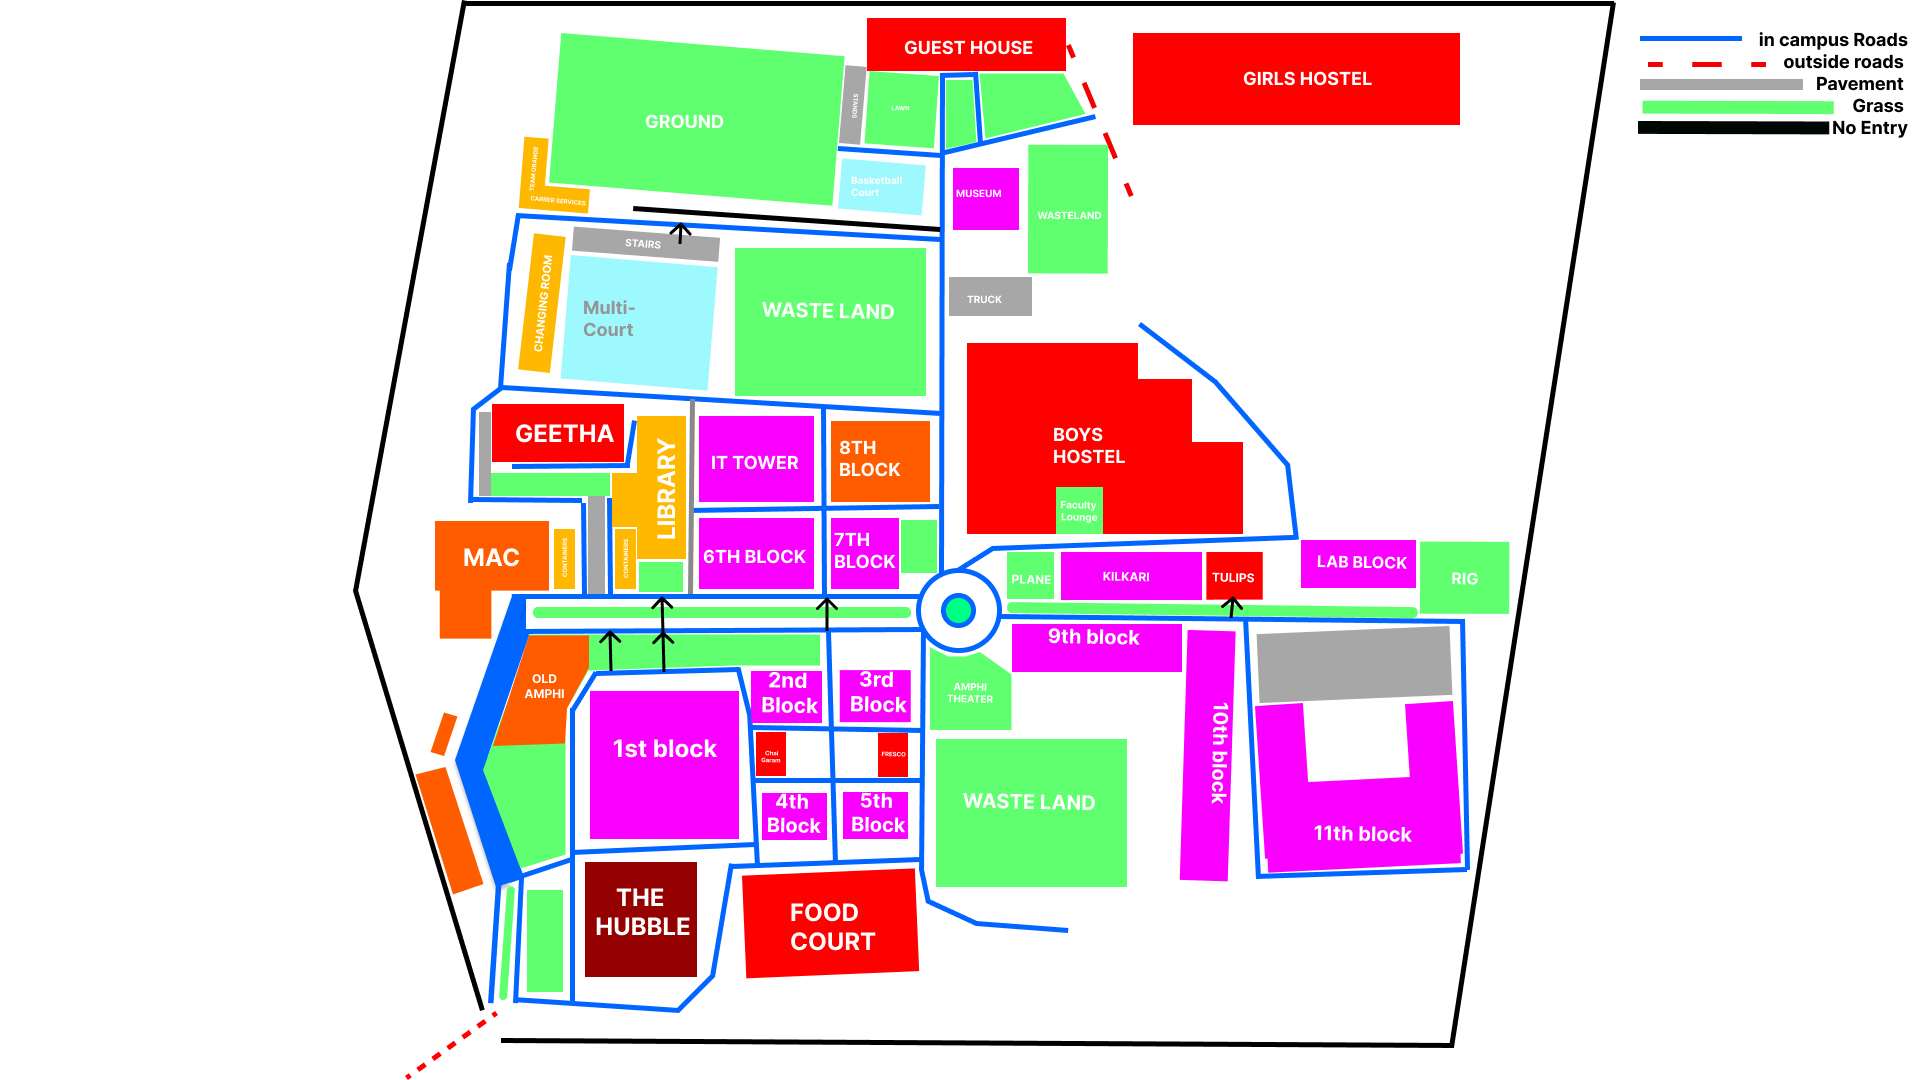 GUEST HOUSE
GIRLS HOSTEL
in campus Roads
outside roads
Pavement
Grass
No Entry
GROUND
STANDS
LAWN
TEAM GRANGE
CARRER SERVICES
Basketball
Court
MUSEUM
WASTELAND
STAIRS
CHANGING ROOM
Multi-
Court
WASTE LAND
TRUCK
GEETHA
LIBRARY
IT TOWER
8TH
BLOCK
BOYS
HOSTEL
Faculty
Lounge
MAC
CONTAINERS
CONTAINERS
6TH BLOCK
7TH
BLOCK
PLANE
KILKARI
TULIPS
LAB BLOCK
RIG
OLD
AMPHI
2nd
Block
3rd
Block
AMPHI
THEATER
9th block
10th block
1st block
Chai
Garam
FRESCO
4th
Block
5th
Block
WASTE LAND
11th block
THE
HUBBLE
FOOD
COURT